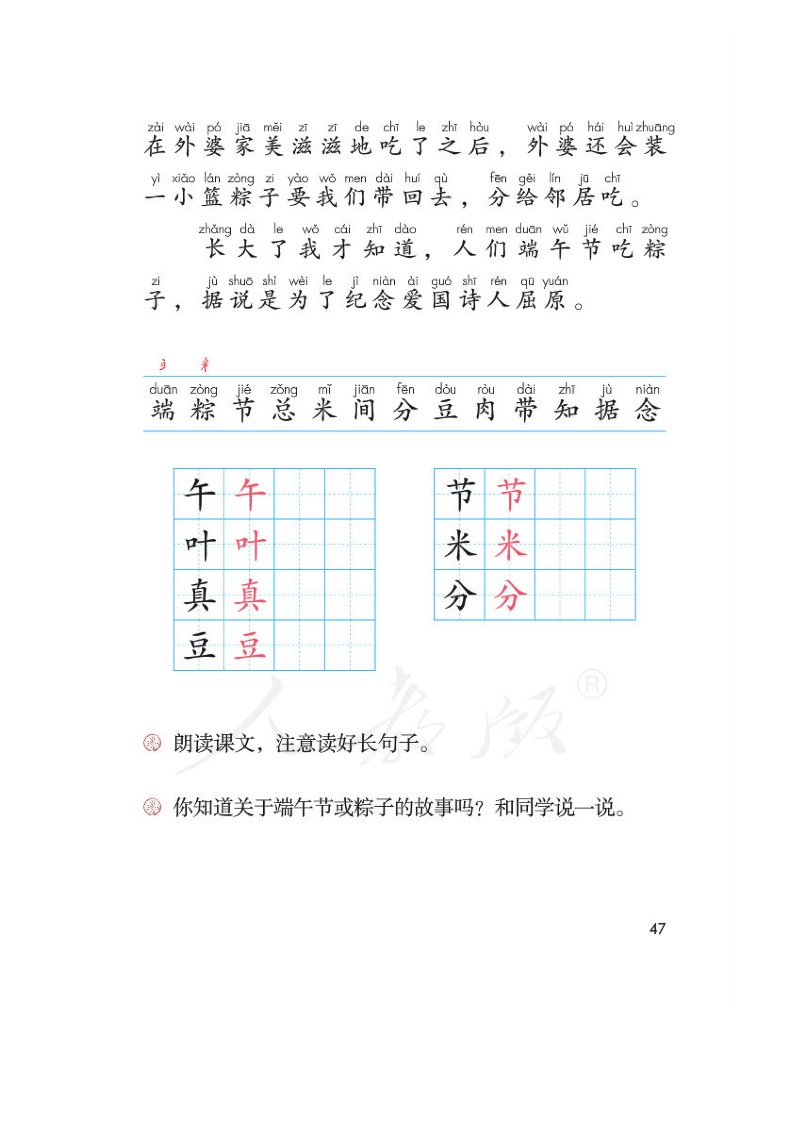 zài wài pó jiā měi zī zī de chī le zhī hòu wài pó hái huì zhuāng
在外婆家美滋滋地吃了之后，外婆还会装
yì xiǎo lán zòng zi yào wǒ men dài huí qù fēn gěi lín jū chī
一小篮粽子要我们带回去，分给邻居吃。
zhǎng dà le wǒ cái zhī dào rén men duān wǔ jié chī zòng
长大了我才知道，人们端午节吃粽
zi jù shuō shì wèi le jì niàn ài guó shī rén qū yuán
子，据说是为了纪念爱国诗人屈原。
立 米
duān zòng jié zǒng mǐ jiān fēn dòu ròu dài zhī jù niàn
端粽节总米间分豆肉带知据念
午 午 节 节
叶 叶 米 米
真 真 分 分
豆 豆
人教版®
朗读课文，注意读好长句子。
你知道关于端午节或粽子的故事吗？和同学说一说。
47